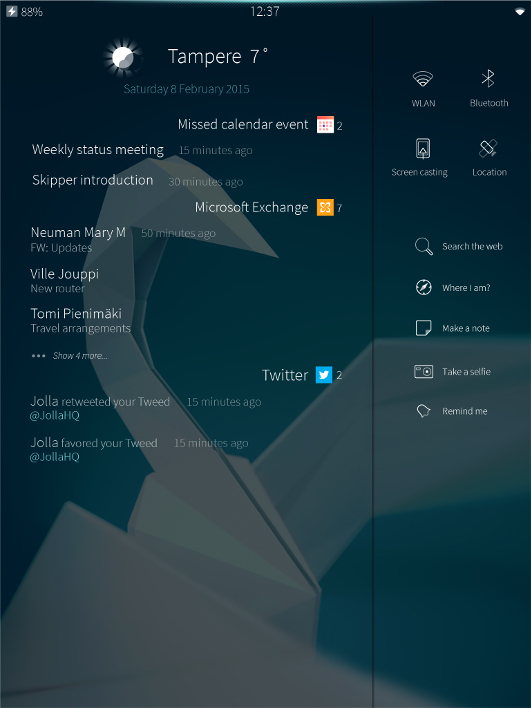 88%
12:37
Tampere 7°
Saturday 8 February 2015
Missed calendar event 2
Weekly status meeting 15 minutes ago
Skipper introduction 30 minutes ago
Microsoft Exchange 7
Neuman Mary M 50 minutes ago
FW: Updates
Ville Jouppi
New router
Tomi Pienimäki
Travel arrangements
••• Show 4 more...
Twitter 2
Jolla retweeted your Tweed 15 minutes ago
@JollaHQ
Jolla favored your Tweed 15 minutes ago
@JollaHQ
WLAN
Bluetooth
Screen casting
Location
Search the web
Where I am?
Make a note
Take a selfie
Remind me